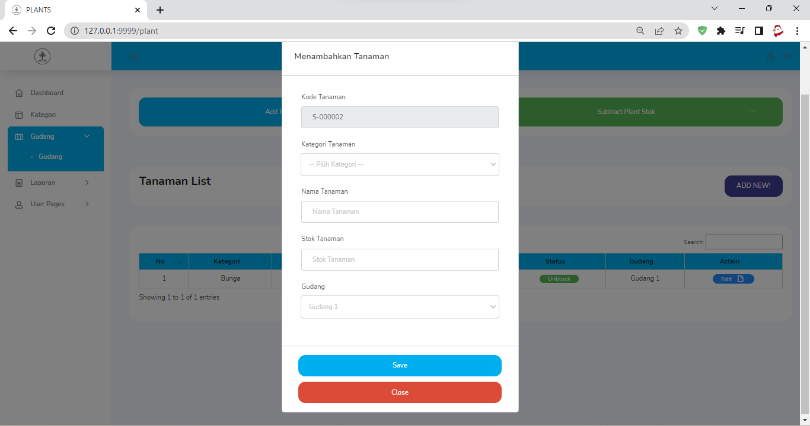 PLANTS
127.0.0.1:9999/plant
Menambahkan Tanaman
Dashboard
Kategori
Gudang
Gudang
Laporan
User Pages
Add
Subtract Plant Stok
Tanaman List
ADD NEW!
Search:
No
Kategori
Status
Gudang
Action
1
Bunga
Unblock
Gudang 1
Edit
Showing 1 to 1 of 1 entries
Kode Tanaman
S-000002
Kategori Tanaman
-- Pilih Kategori --
Nama Tanaman
Nama Tanaman
Stok Tanaman
Stok Tanaman
Gudang
Gudang 1
Save
Close